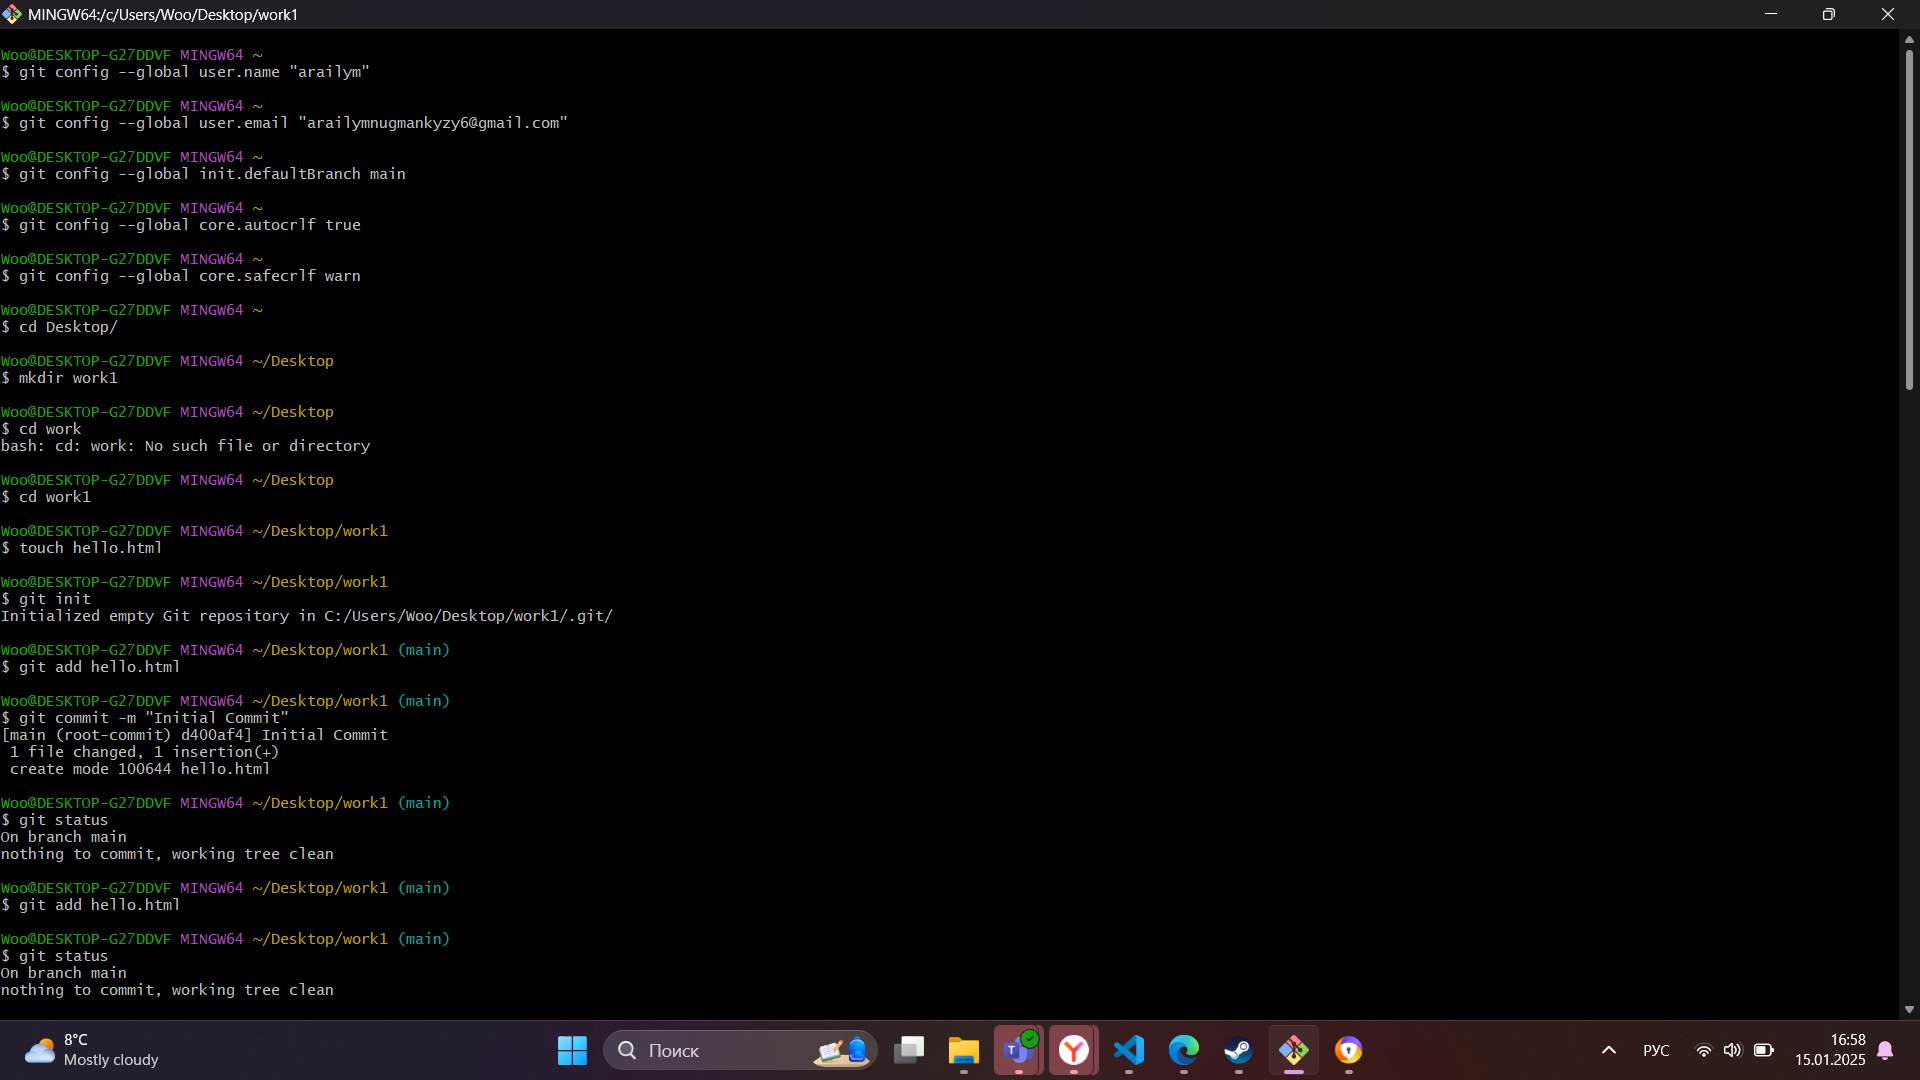 MINGW64:/c/Users/Woo/Desktop/work1
Woo@DESKTOP-G27DDVF MINGW64 ~
$ git config --global user.name "arailym"
Woo@DESKTOP-G27DDVF MINGW64 ~
$ git config --global user.email "arailymnugmankyzy6@gmail.com"
Woo@DESKTOP-G27DDVF MINGW64 ~
$ git config --global init.defaultBranch main
Woo@DESKTOP-G27DDVF MINGW64 ~
$ git config --global core.autocrlf true
Woo@DESKTOP-G27DDVF MINGW64 ~
$ git config --global core.safecrlf warn
Woo@DESKTOP-G27DDVF MINGW64 ~
$ cd Desktop/
Woo@DESKTOP-G27DDVF MINGW64 ~/Desktop
$ mkdir work1
Woo@DESKTOP-G27DDVF MINGW64 ~/Desktop
$ cd work
bash: cd: work: No such file or directory
Woo@DESKTOP-G27DDVF MINGW64 ~/Desktop
$ cd work1
Woo@DESKTOP-G27DDVF MINGW64 ~/Desktop/work1
$ touch hello.html
Woo@DESKTOP-G27DDVF MINGW64 ~/Desktop/work1
$ git init
Initialized empty Git repository in C:/Users/Woo/Desktop/work1/.git/
Woo@DESKTOP-G27DDVF MINGW64 ~/Desktop/work1 (main)
$ git add hello.html
Woo@DESKTOP-G27DDVF MINGW64 ~/Desktop/work1 (main)
$ git commit -m "Initial Commit"
[main (root-commit) d400af4] Initial Commit
1 file changed, 1 insertion(+)
create mode 100644 hello.html
Woo@DESKTOP-G27DDVF MINGW64 ~/Desktop/work1 (main)
$ git status
On branch main
nothing to commit, working tree clean
Woo@DESKTOP-G27DDVF MINGW64 ~/Desktop/work1 (main)
$ git add hello.html
Woo@DESKTOP-G27DDVF MINGW64 ~/Desktop/work1 (main)
$ git status
On branch main
nothing to commit, working tree clean
8°C
Mostly cloudy
Поиск
РУС
16:58
15.01.2025